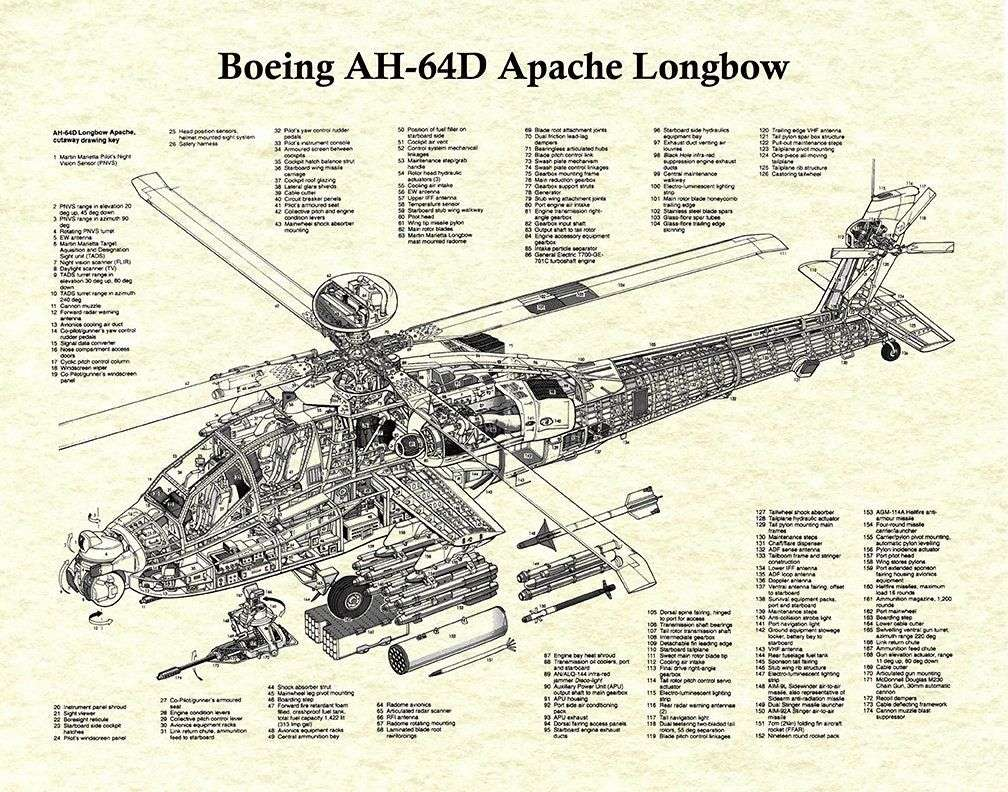 Boeing AH-64D Apache Longbow
AH-64D Longbow Apache,
cutaway drawing key
1 Martin Marietta Pilot's Night
Vision Sensor (PNVS)
2 PNVS range in elevation 20
deg up, 45 deg down
3 PNVS range in azimuth 90
deg
4 Rotating PNVS turret
5 EW antenna
6 Martin Marietta Target
Aquisition and Designation
Sight unit (TADS)
7 Night vision scanner (FLIR)
8 Daylight scanner (TV)
9 TADS turret range in
elevation 30 deg up, 60 deg
down
10 TADS turret range in azimuth
240 deg
11 Cannon muzzle
12 Forward radar warning
antenna
13 Avionics cooling air duct
14 Co-pilot/gunner's yaw control
rudder pedals
15 Signal data converter
16 Nose compartment access
doors
17 Cyclic pitch control column
18 Windscreen wiper
19 Co-Pilot/gunner's windscreen
panel
20 Instrument panel shroud
21 Sight viewer
22 Boresight reticule
23 Starboard side cockpit
hatches
24 Pilot's windscreen panel
25 Head position sensors,
helmet mounted sight system
26 Safety harness
27 Co-Pilot/gunner's armoured
seat
28 Engine condition levers
29 Collective pitch control lever
30 Avionics equipment racks
31 Link return chute, ammunition
feed to starboard
32 Pilot's yaw control rudder
pedals
33 Pilot's instrument console
34 Armoured screen between
cockpits
35 Cockpit hatch balance strut
36 Starboard wing missile
carriage
37 Cockpit roof glazing
38 Lateral glare shields
39 Cable cutter
40 Circuit breaker panels
41 Pilot's armoured seat
42 Collective pitch and engine
condition levers
43 Mainwheel shock absorber
mounting
44 Shock absorber strut
45 Mainwheel leg pivot mounting
46 Boarding step
47 Forward fire retardant foam
filled, crashproof fuel tank,
total fuel capacity 1,422 lit
(313 Imp gal)
48 Avionics equipment racks
49 Central ammunition bay
50 Position of fuel filler on
starboard side
51 Cockpit air vent
52 Control system mechanical
linkages
53 Maintenance step/grab
handle
54 Rotor head hydraulic
actuators (3)
55 Cooling air intake
56 EW antenna
57 Upper IFF antenna
58 Temperature sensor
59 Starboard stub wing walkway
60 Pitot head
61 Wing tip missile pylon
62 Main rotor blades
63 Martin Marietta Longbow
mast mounted radome
64 Radome avionics
65 Articulated radar scanner
66 RFI antenna
67 Radome rotating mounting
68 Laminated blade root
reinforcings
69 Blade root attachment joints
70 Dual friction lead-lag
dampers
71 Bearingless articulated hubs
72 Blade pitch control link
73 Swash plate mechanism
74 Swash plate control linkages
75 Gearbox mounting frame
76 Main reduction gearbox
77 Gearbox support struts
78 Generator
79 Stub wing attachment joints
80 Port engine air intake
81 Engine transmission right-
angle gearbox
82 Gearbox input shaft
83 Output shaft to tail rotor
84 Engine accessory equipment
gearbox
85 Intake particle separator
86 General Electric T700-GE-
701C turboshaft engine
87 Engine bay heat shroud
88 Transmission oil coolers, port
and starboard
89 AN/ALQ-144 infra-red
jammer Disco-light
90 Auxiliary Power Unit (APU)
output shaft to main gearbox
91 APU housing
92 Port side air conditioning
pack
93 APU exhaust
94 Dorsal fairing access panels
95 Starboard engine exhaust
ducts
96 Starboard side hydraulics
equipment bay
97 Exhaust duct venting air
louvres
98 Black Hole infra-red
suppression engine exhaust
ducts
99 Central maintenance
walkway
100 Electro-luminescent lighting
strip
101 Main rotor blade honeycomb
trailing edge
102 Stainless steel blade spars
103 Glass-fibre spar tubes
104 Glass-fibre trailing edge
skinning
105 Dorsal spine fairing, hinged
to port for access
106 Transmission shaft bearings
107 Tail rotor transmission shaft
108 Intermediate gearbox
109 Detachable fin leading edge
110 Starboard tailplane
111 Swept main rotor blade tip
112 Cooling air intake
113 Final drive right-angle
gearbox
114 Tail rotor pitch control servo
actuator
115 Electro-luminescent lighting
strip
116 Rear radar warning antennae
(2)
117 Tail navigation light
118 Dual teetering two-bladed tail
rotors, 55 deg separation
119 Blade pitch control linkages
120 Trailing edge VHF antenna
121 Tail pylon spar box structure
122 Pull-out maintenance steps
123 Tailplane pivot mounting
124 One-piece all-moving
tailplane
125 Tailplane rib structure
126 Castoring tailwheel
127 Tailwheel shock absorber
128 Tailplane hydraulic actuator
129 Tail pylon mounting main
frames
130 Maintenance steps
131 Chaff/flare dispenser
132 ADF sense antenna
133 Tailboom frame and stringer
construction
134 Lower IFF antenna
135 ADF loop antenna
136 Doppler antenna
137 Ventral antenna fairing, offset
to starboard
138 Survival equipment packs,
port and starboard
139 Maintenance steps
140 Anti-collision strobe light
141 Port navigation light
142 Ground equipment stowage
locker, battery bay to
starboard
143 VHF antenna
144 Rear fuselage fuel tank
145 Sponson tail fairing
146 Stub wing rib structure
147 Electro-luminescent lighting
strip
148 AIM-9L Sidewinder air-to-air
missile, also representative of
Sidearm anti-radiation missile
149 Dual Stinger missile launcher
150 AIM-92A Stinger air-to-air
missile
151 7cm (2¾in) folding fin aircraft
rocket (FFAR)
152 Nineteen round rocket pack
153 AGM-114A Hellfire anti-
armour missile
154 Four-round missile
carrier/launcher
155 Carrier/pylon pivot mounting,
automatic pylon levelling
156 Pylon incidence actuator
157 Port pitot head
158 Wing stores pylons
159 Port extended sponson
fairing housing avionics
equipment
160 Hellfire missiles, maximum
load 16 rounds
161 Ammunition magazine, 1,200
rounds
162 Port mainwheel
163 Boarding step
164 Lower cable cutter
165 Swivelling ventral gun turret,
azimuth range 220 deg
166 Link return chute
167 Ammunition feed chute
168 Gun elevation actuator, range
11 deg up, 60 deg down
169 Cable cutter
170 Articulated housing
171 McDonnell Douglas M230
Chain Gun, 30mm automatic
cannon
172 Recoil dampers
173 Cable deflecting framework
174 Cannon muzzle blast
suppressor